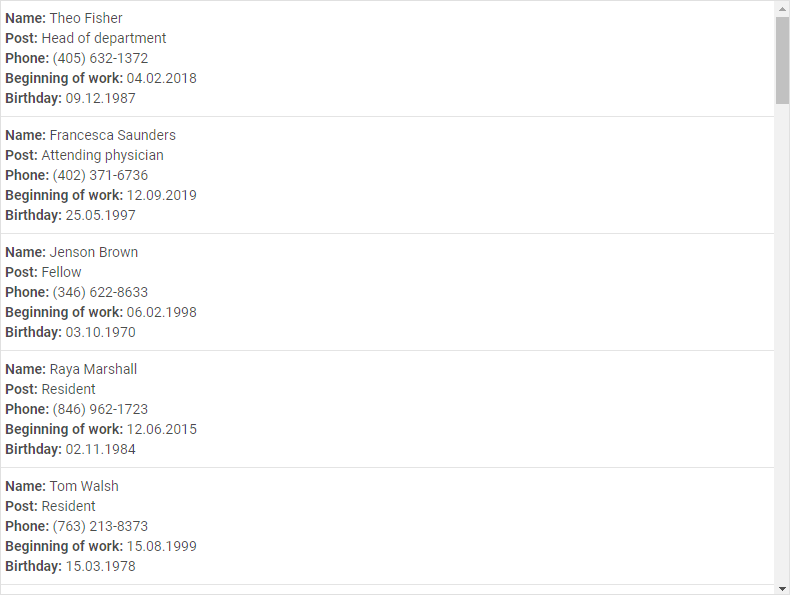 Name: Theo Fisher
Post: Head of department
Phone: (405) 632-1372
Beginning of work: 04.02.2018
Birthday: 09.12.1987
Name: Francesca Saunders
Post: Attending physician
Phone: (402) 371-6736
Beginning of work: 12.09.2019
Birthday: 25.05.1997
Name: Jenson Brown
Post: Fellow
Phone: (346) 622-8633
Beginning of work: 06.02.1998
Birthday: 03.10.1970
Name: Raya Marshall
Post: Resident
Phone: (846) 962-1723
Beginning of work: 12.06.2015
Birthday: 02.11.1984
Name: Tom Walsh
Post: Resident
Phone: (763) 213-8373
Beginning of work: 15.08.1999
Birthday: 15.03.1978